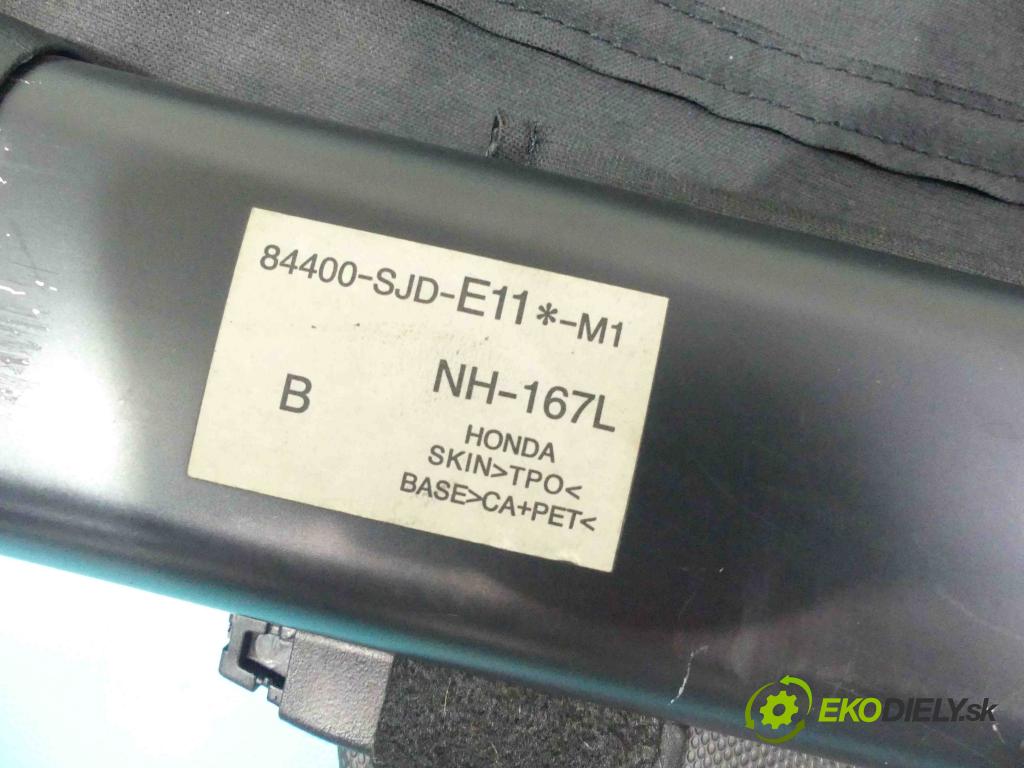 84400-SJD-E11*-M1
B NH-167L
HONDA
SKIN>TPO<
BASE>CA+PET<
EKODIELY.sk